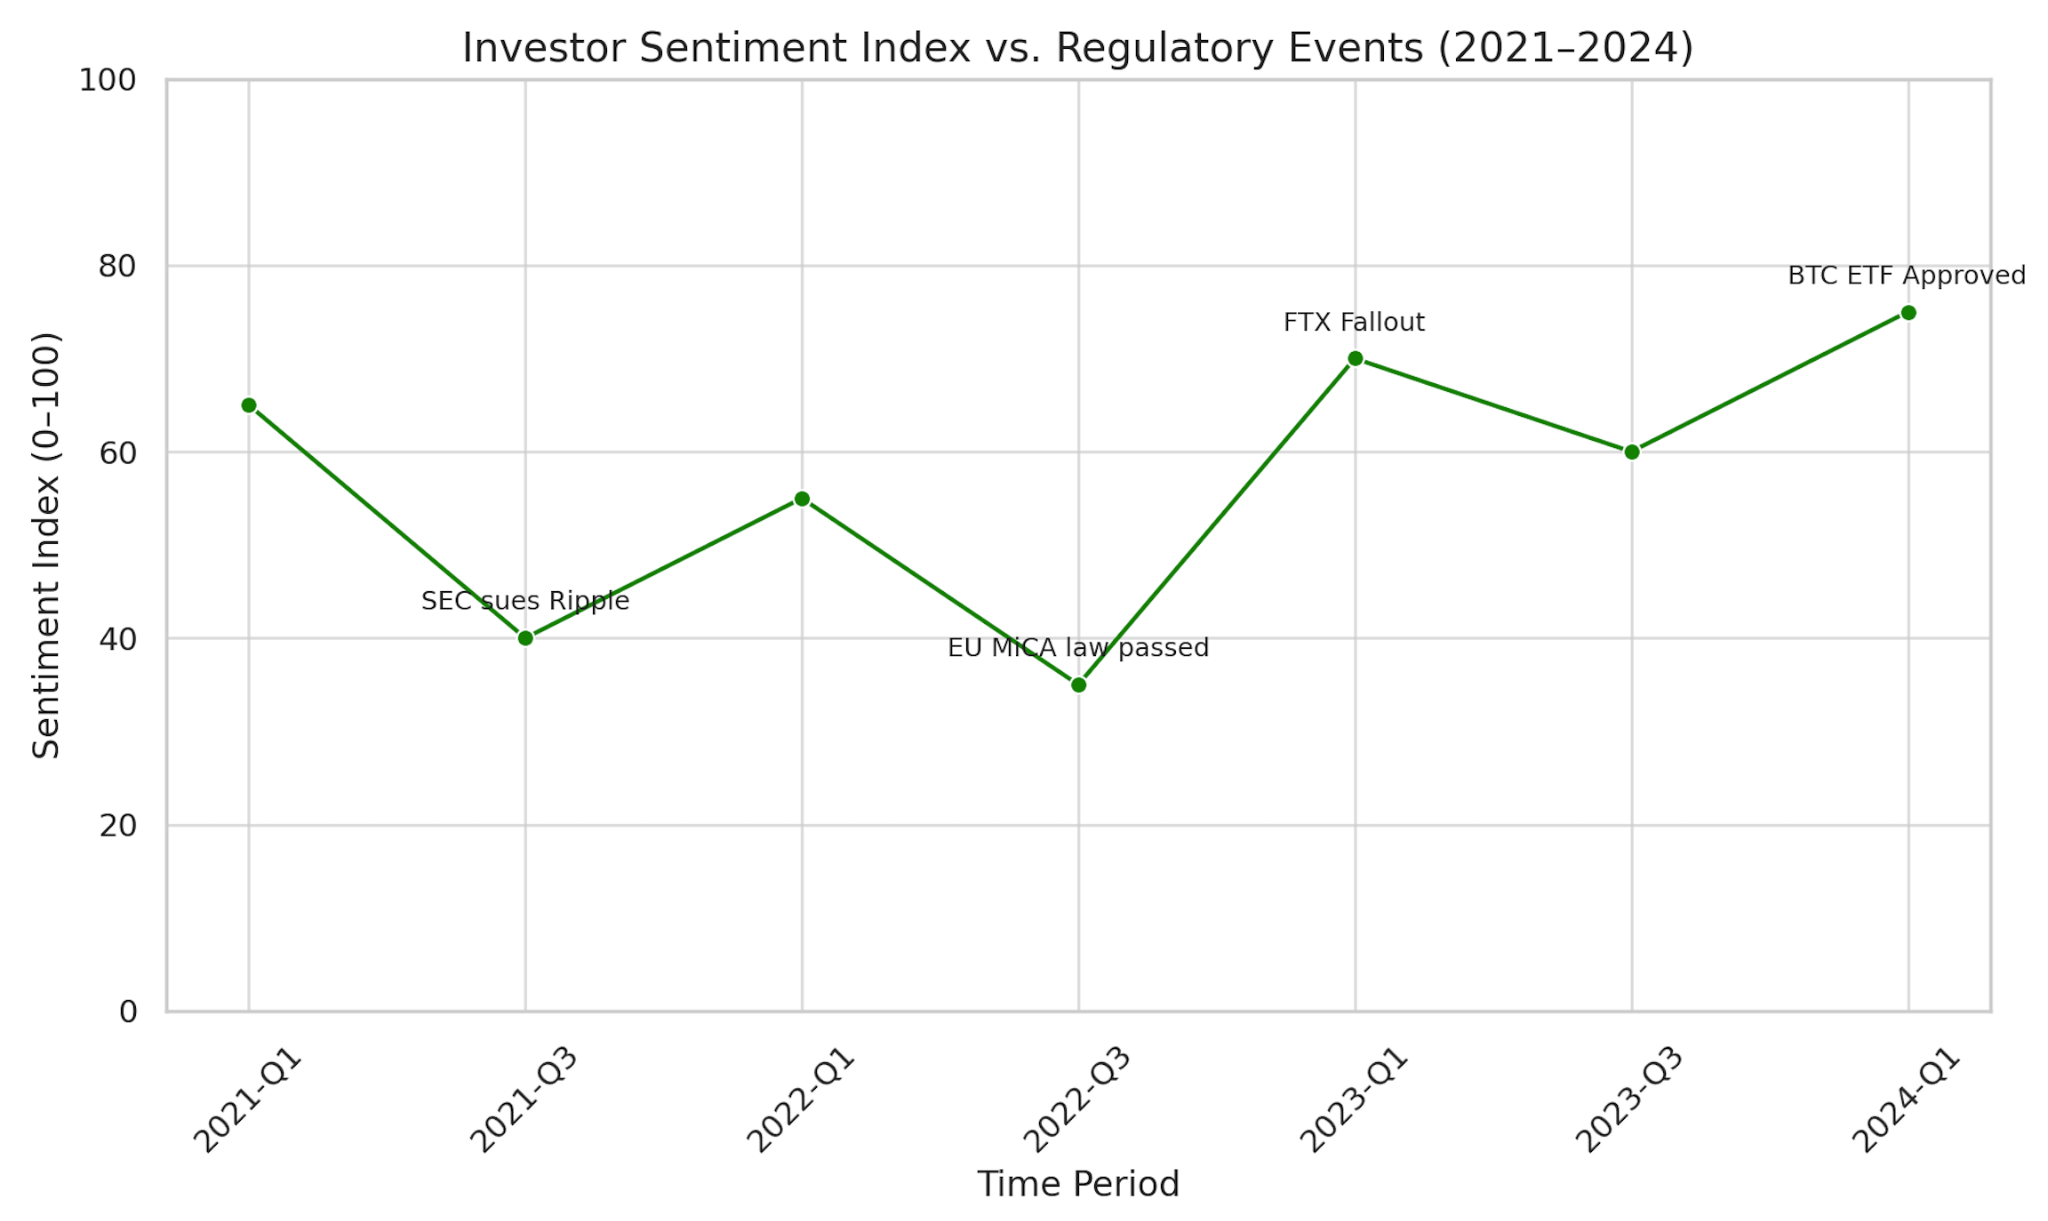 Investor Sentiment Index vs. Regulatory Events (2021–2024)
Sentiment Index (0–100)
100
80
60
40
20
0
BTC ETF Approved
FTX Fallout
SEC sues Ripple
EU MiCA law passed
2021-Q1
2021-Q3
2022-Q1
2022-Q3
2023-Q1
2023-Q3
2024-Q1
Time Period